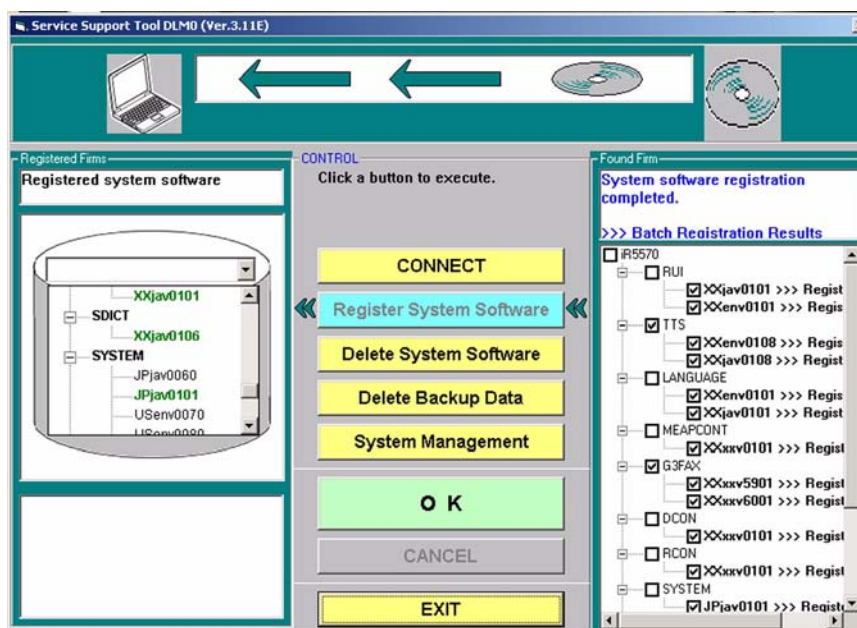 Service Support Tool DLM0 (Ver.3.11E)
Registered Firms
Registered system software
XXjav0101
SDICT
XXjav0106
SYSTEM
JPjav0060
JPjav0101
USenv0070
USenv0080
CONTROL
Click a button to execute.
CONNECT
Register System Software
Delete System Software
Delete Backup Data
System Management
O K
CANCEL
EXIT
Found Firm
System software registration
completed.
>>> Batch Registration Results
iR5570
RUI
XXjav0101 >>> Regist
XXenv0101 >>> Regis
TTS
XXenv0108 >>> Regis
XXjav0108 >>> Regist
LANGUAGE
XXenv0101 >>> Regis
XXjav0101 >>> Regist
MEAPCONT
XXxxv0101 >>> Regist
G3FAX
XXxxv5901 >>> Regist
XXxxv6001 >>> Regist
DCON
XXxxv0101 >>> Regist
RCON
XXxxv0101 >>> Regist
SYSTEM
JPjav0101 >>> Registe